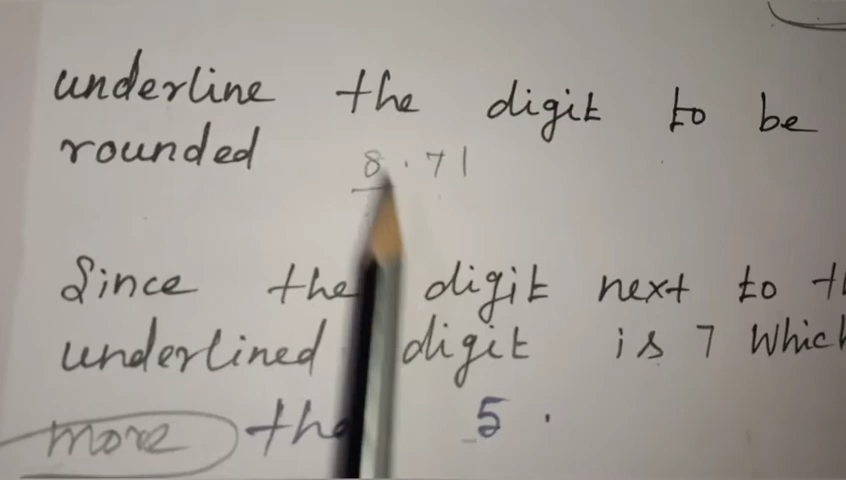 underline the digit to be
rounded 8.71
Since the digit next to
underlined digit is 7 Which
more 5.